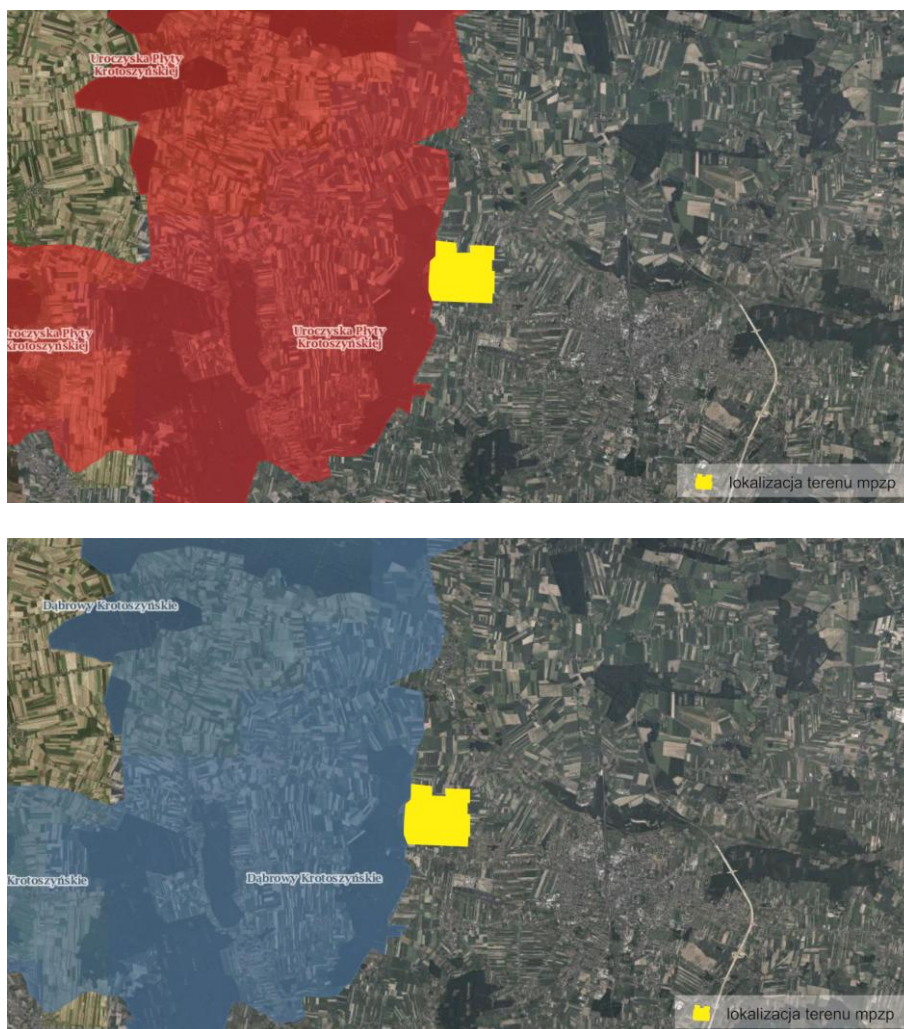 Uroczyska Płyty
Krotoszyńskiej
Uroczyska Płyty
Krotoszyńskiej
Uroczyska Płyty
Krotoszyńskiej
lokalizacja terenu mpzp
Dąbrowy Krotoszyńskie
Krotoszyńskie
Dąbrowy Krotoszyńskie
lokalizacja terenu mpzp